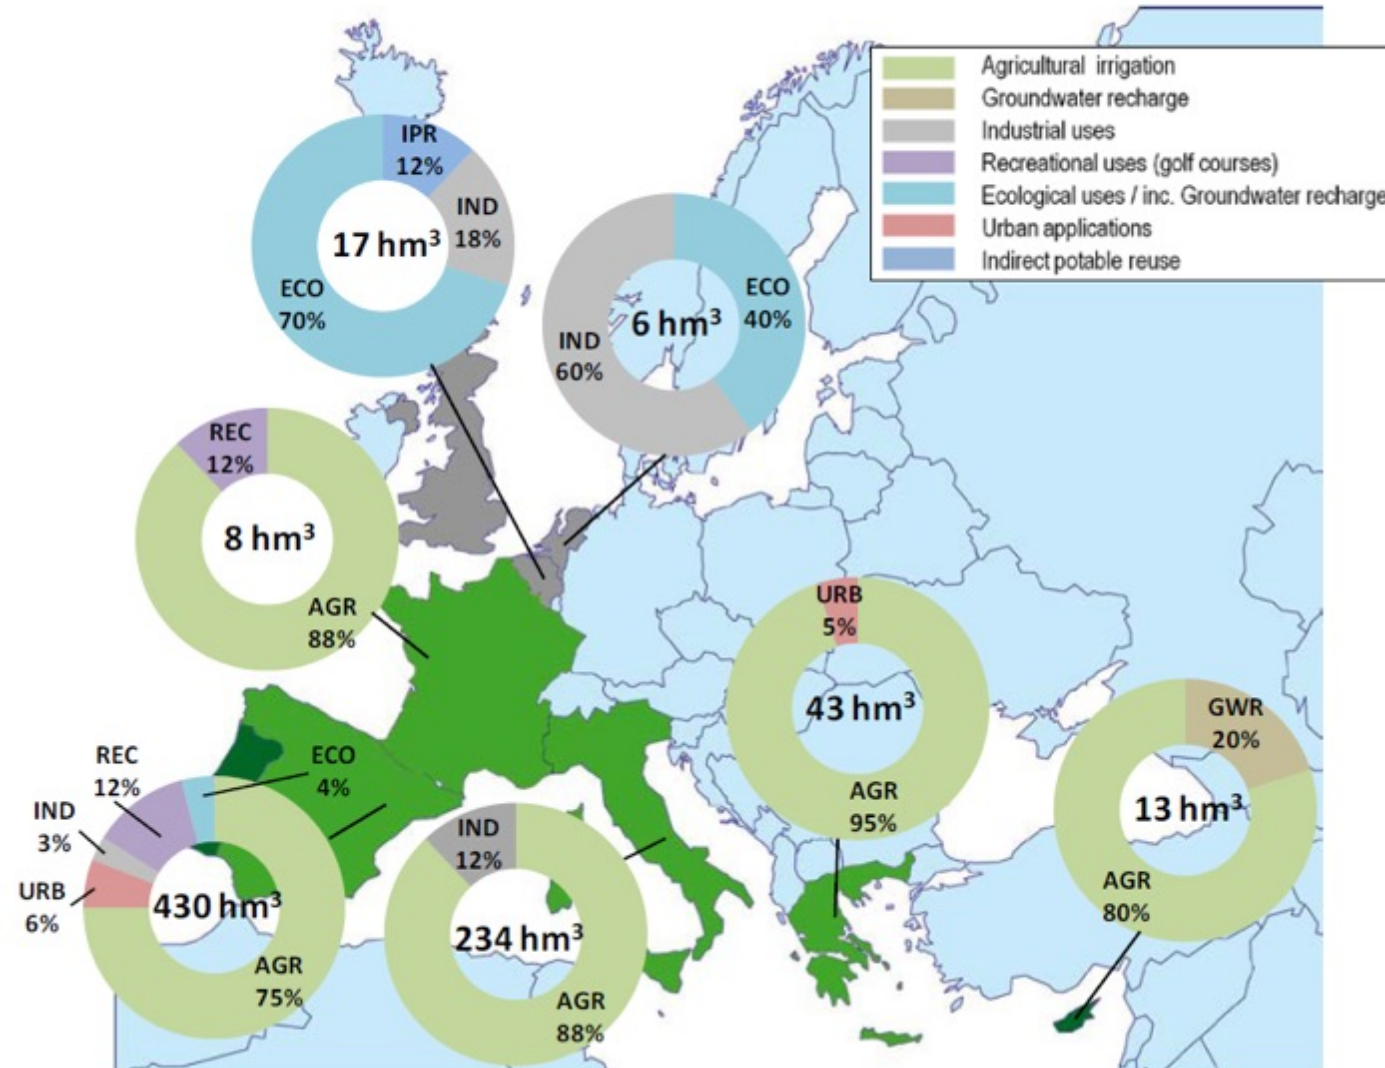 Agricultural irrigation
Groundwater recharge
Industrial uses
Recreational uses (golf courses)
Ecological uses / inc. Groundwater recharge
Urban applications
Indirect potable reuse
IPR
12%
IND
18%
17 hm³
ECO
70%
ECO
40%
6 hm³
IND
60%
REC
12%
8 hm³
AGR
88%
URB
5%
43 hm³
AGR
95%
GWR
20%
13 hm³
AGR
80%
REC
12%
ECO
4%
IND
3%
URB
6%
430 hm³
AGR
75%
IND
12%
234 hm³
AGR
88%